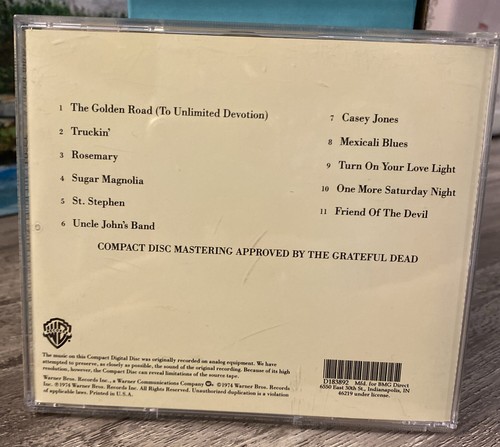 1 The Golden Road (To Unlimited Devotion)
2 Truckin'
3 Rosemary
4 Sugar Magnolia
5 St. Stephen
6 Uncle John's Band
7 Casey Jones
8 Mexicali Blues
9 Turn On Your Love Light
10 One More Saturday Night
11 Friend Of The Devil
COMPACT DISC MASTERING APPROVED BY THE GRATEFUL DEAD
The music on this Compact Digital Disc was originally recorded on analog equipment. We have
attempted to preserve, as closely as possible, the sound of the original recording. Because of its high
resolution, however, the Compact Disc can reveal limitations of the source tape.
Warner Bros. Records Inc., a Warner Communications Company ©1974 Warner Bros. Records
Inc. ℗1974 Warner Bros. Records Inc. All Rights Reserved. Unauthorized duplication is a violation
of applicable laws. Printed in U.S.A.
D183892 Mfd. for BMG Direct
6550 East 30th St., Indianapolis, IN
46219 under license.